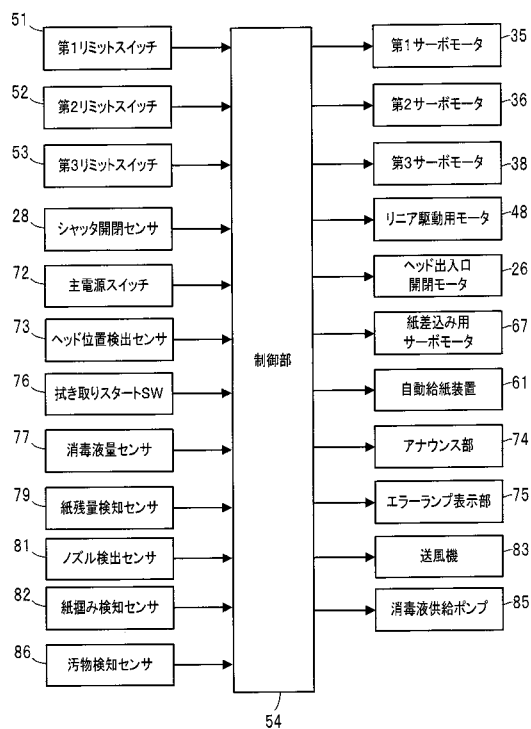 51
第1リミットスイッチ
52
第2リミットスイッチ
53
第3リミットスイッチ
28
シャッタ開閉センサ
72
主電源スイッチ
73
ヘッド位置検出センサ
76
拭き取りスタートSW
77
消毒液量センサ
79
紙残量検知センサ
81
ノズル検出センサ
82
紙掴み検知センサ
86
汚物検知センサ
制御部
54
第1サーボモータ
35
第2サーボモータ
36
第3サーボモータ
38
リニア駆動用モータ
48
ヘッド出入口
開閉モータ
26
紙差込み用
サーボモータ
67
自動給紙装置
61
アナウンス部
74
エラーランプ表示部
75
送風機
83
消毒液供給ポンプ
85